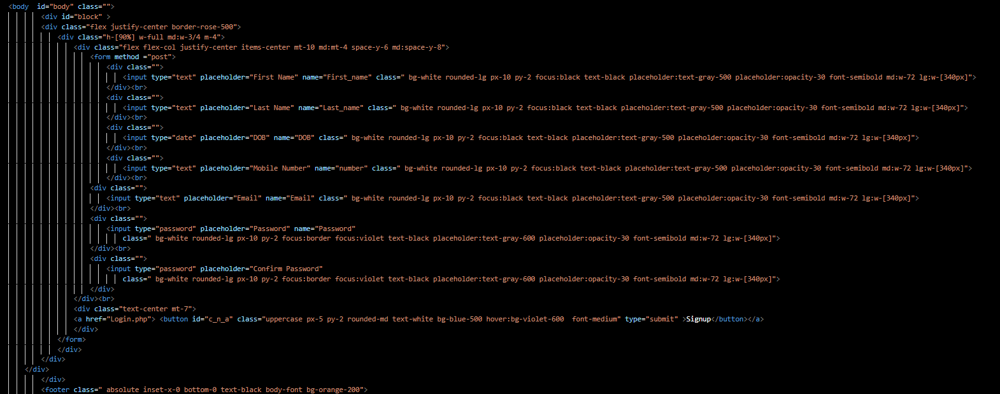 <body  id="body" class="">
<div id="block" >
<div class="flex justify-center border-rose-500">
<div class="h-[90%] w-full md:w-3/4 m-4">
<div class="flex flex-col justify-center items-center mt-10 md:mt-4 space-y-6 md:space-y-8">
<form method ="post">
<div class="">
<input type="text" placeholder="First Name" name="First_name" class=" bg-white rounded-lg px-10 py-2 focus:black text-black placeholder:text-gray-500 placeholder:opacity-30 font-semibold md:w-72 lg:w-[340px]">
</div><br>
<div class="">
<input type="text" placeholder="Last Name" name="Last_name" class=" bg-white rounded-lg px-10 py-2 focus:black text-black placeholder:text-gray-500 placeholder:opacity-30 font-semibold md:w-72 lg:w-[340px]">
</div><br>
<div class="">
<input type="date" placeholder="DOB" name="DOB" class=" bg-white rounded-lg px-10 py-2 focus:black text-black placeholder:text-gray-500 placeholder:opacity-30 font-semibold md:w-72 lg:w-[340px]">
</div><br>
<div class="">
<input type="text" placeholder="Mobile Number" name="number" class=" bg-white rounded-lg px-10 py-2 focus:black text-black placeholder:text-gray-500 placeholder:opacity-30 font-semibold md:w-72 lg:w-[340px]">
</div><br>
<div class="">
<input type="text" placeholder="Email" name="Email" class=" bg-white rounded-lg px-10 py-2 focus:black text-black placeholder:text-gray-500 placeholder:opacity-30 font-semibold md:w-72 lg:w-[340px]">
</div><br>
<div class="">
<input type="password" placeholder="Password" name="Password"
class=" bg-white rounded-lg px-10 py-2 focus:border focus:violet text-black placeholder:text-gray-600 placeholder:opacity-30 font-semibold md:w-72 lg:w-[340px]">
</div><br>
<div class="">
<input type="password" placeholder="Confirm Password"
class=" bg-white rounded-lg px-10 py-2 focus:border focus:violet text-black placeholder:text-gray-600 placeholder:opacity-30 font-semibold md:w-72 lg:w-[340px]">
</div>
</div><br>
<div class="text-center mt-7">
<a href="Login.php"> <button id="c_n_a" class="uppercase px-5 py-2 rounded-md text-white bg-blue-500 hover:bg-violet-600  font-medium" type="submit" >Signup</button></a>
</div>
</form>
</div>
</div>
</div>
</div>
<footer class=" absolute inset-x-0 bottom-0 text-black body-font bg-orange-200">